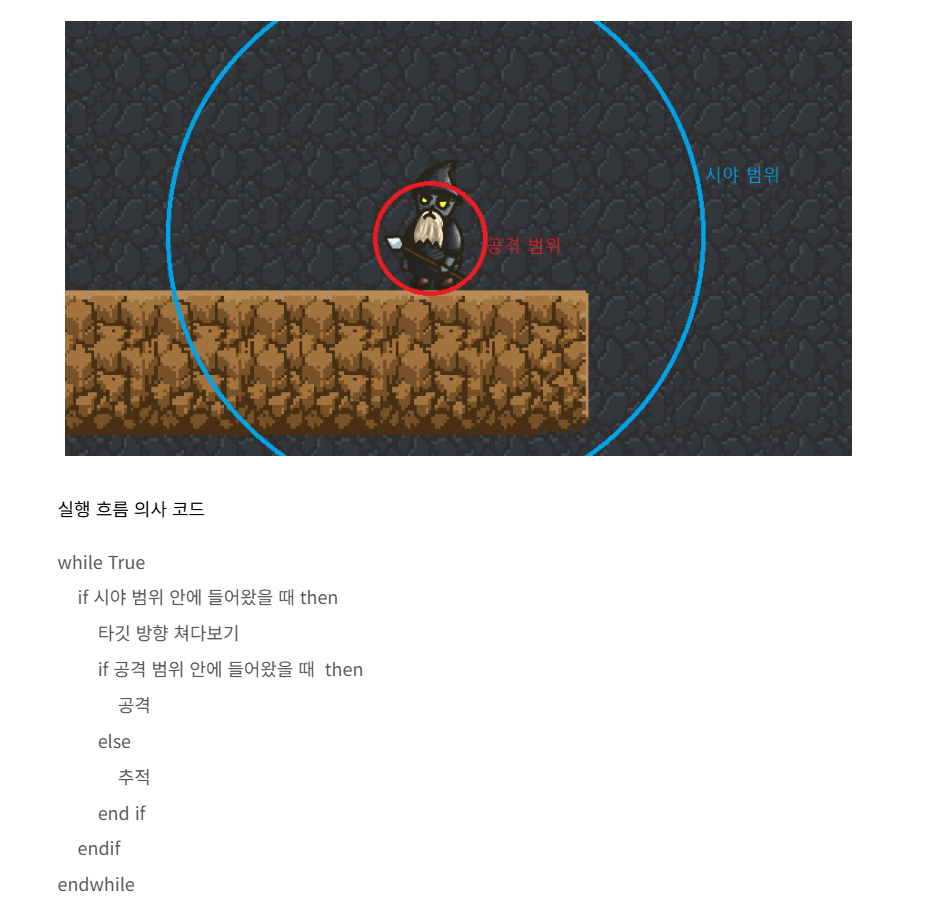 시야 범위
공격 범위
실행 흐름 의사 코드
while True
if 시야 범위 안에 들어왔을 때 then
타깃 방향 쳐다보기
if 공격 범위 안에 들어왔을 때  then
공격
else
추적
end if
endif
endwhile